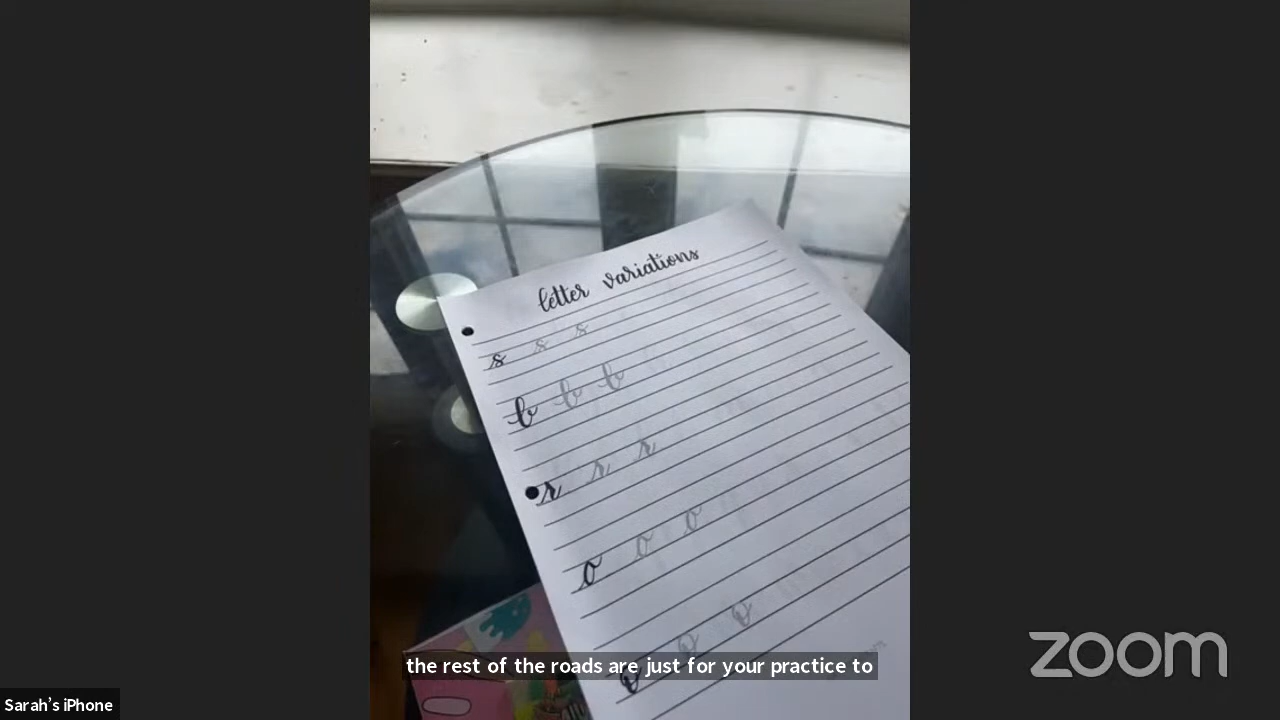 letter variations
s s s
b b b
r r r
o o o
v v v
the rest of the roads are just for your practice to
zoom
Sarah's iPhone